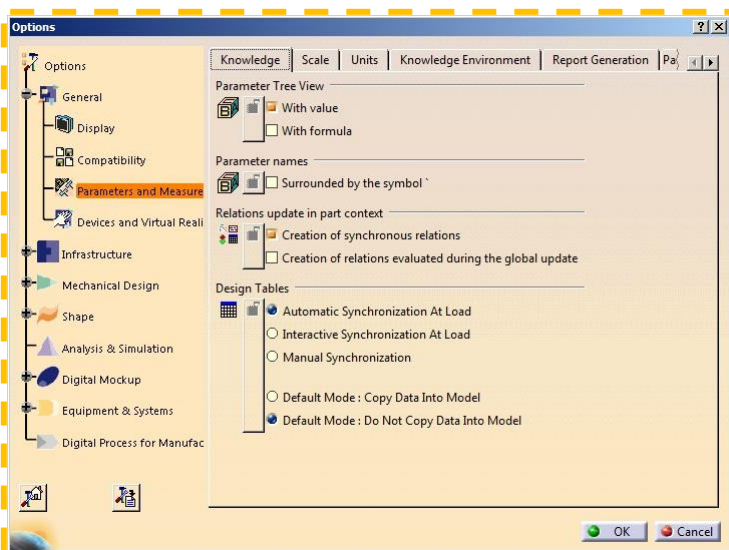 Options
Options
General
Display
Compatibility
Parameters and Measure
Devices and Virtual Reali
Infrastructure
Mechanical Design
Shape
Analysis & Simulation
Digital Mockup
Equipment & Systems
Digital Process for Manufac
Knowledge
Scale
Units
Knowledge Environment
Report Generation
Pa
Parameter Tree View
With value
With formula
Parameter names
Surrounded by the symbol `
Relations update in part context
Creation of synchronous relations
Creation of relations evaluated during the global update
Design Tables
Automatic Synchronization At Load
Interactive Synchronization At Load
Manual Synchronization
Default Mode : Copy Data Into Model
Default Mode : Do Not Copy Data Into Model
OK
Cancel